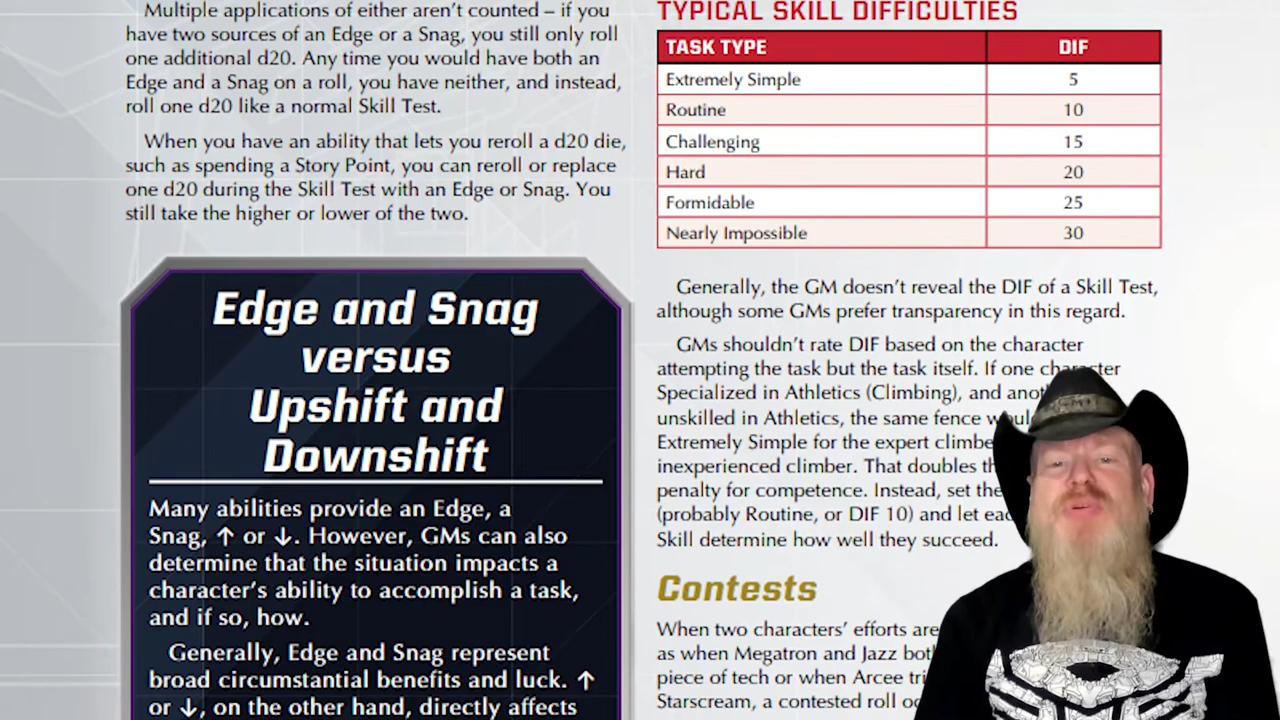 Multiple applications of either aren't counted – if you
have two sources of an Edge or a Snag, you still only roll
one additional d20. Any time you would have both an
Edge and a Snag on a roll, you have neither, and instead,
roll one d20 like a normal Skill Test.
When you have an ability that lets you reroll a d20 die,
such as spending a Story Point, you can reroll or replace
one d20 during the Skill Test with an Edge or Snag. You
still take the higher or lower of the two.
Edge and Snag
versus
Upshift and
Downshift
Many abilities provide an Edge, a
Snag, ↑ or ↓. However, GMs can also
determine that the situation impacts a
character's ability to accomplish a task,
and if so, how.
Generally, Edge and Snag represent
broad circumstantial benefits and luck. ↑
or ↓, on the other hand, directly affects
TYPICAL SKILL DIFFICULTIES
TASK TYPE DIF
Extremely Simple 5
Routine 10
Challenging 15
Hard 20
Formidable 25
Nearly Impossible 30
Generally, the GM doesn't reveal the DIF of a Skill Test,
although some GMs prefer transparency in this regard.
GMs shouldn't rate DIF based on the character
attempting the task but the task itself. If one character
Specialized in Athletics (Climbing), and
unskilled in Athletics, the same fence
Extremely Simple for the expert
inexperienced climber. That doubles
penalty for competence. Instead, set the
(probably Routine, or DIF 10) and let
Skill determine how well they succeed.
Contests
When two characters' efforts are
as when Megatron and Jazz
piece of tech or when Arcee
Starscream, a contested roll